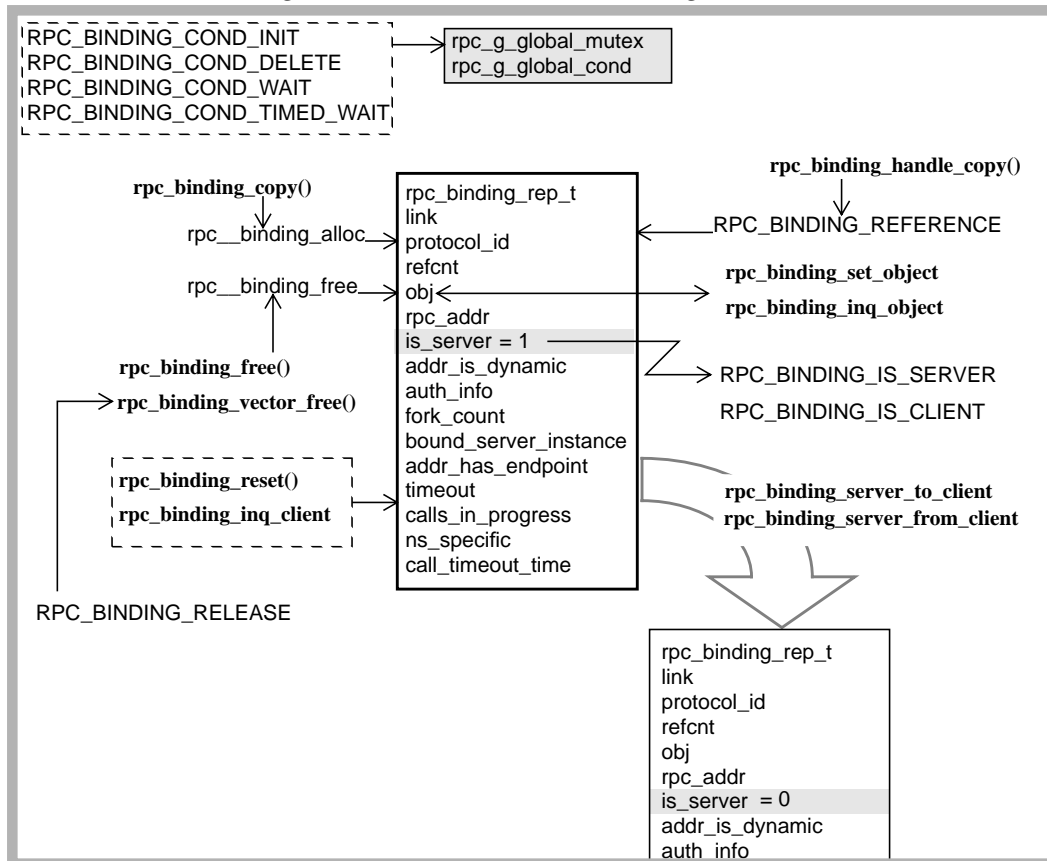 RPC_BINDING_COND_INIT
RPC_BINDING_COND_DELETE
RPC_BINDING_COND_WAIT
RPC_BINDING_COND_TIMED_WAIT
rpc_g_global_mutex
rpc_g_global_cond
rpc_binding_copy()
rpc__binding_alloc
rpc__binding_free
rpc_binding_free()
rpc_binding_vector_free()
rpc_binding_reset()
rpc_binding_inq_client
RPC_BINDING_RELEASE
rpc_binding_rep_t
link
protocol_id
refcnt
obj
rpc_addr
is_server = 1
addr_is_dynamic
auth_info
fork_count
bound_server_instance
addr_has_endpoint
timeout
calls_in_progress
ns_specific
call_timeout_time
rpc_binding_handle_copy()
RPC_BINDING_REFERENCE
rpc_binding_set_object
rpc_binding_inq_object
RPC_BINDING_IS_SERVER
RPC_BINDING_IS_CLIENT
rpc_binding_server_to_client
rpc_binding_server_from_client
rpc_binding_rep_t
link
protocol_id
refcnt
obj
rpc_addr
is_server = 0
addr_is_dynamic
auth_info